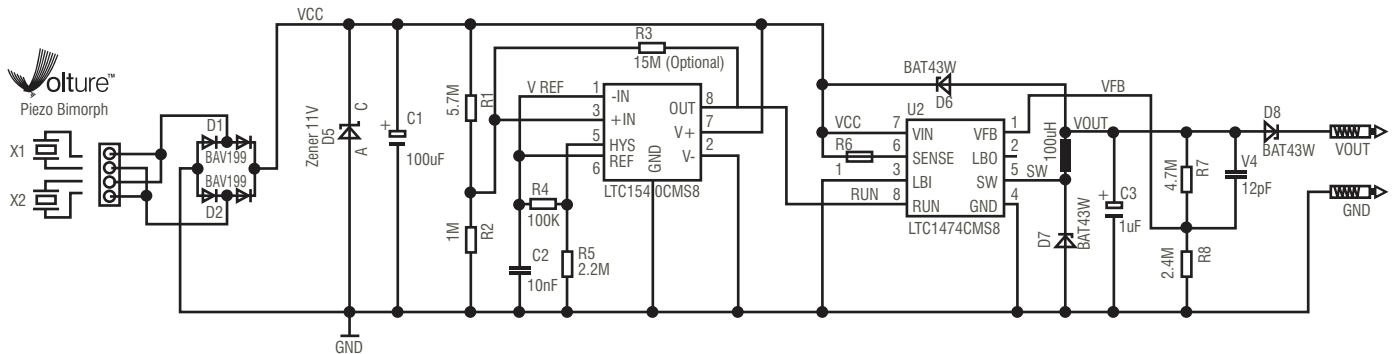 VCC
Volture™
Piezo Bimorph
X1
X2
D1
BAV199
BAV199
D2
Zener 11V
D5
A
C
GND
+
C1
100uF
5.7M
R1
1M
R2
R3
15M (Optional)
V REF
1
3
5
6
-IN
+IN
HYS
REF
GND
OUT
V+
V-
8
7
2
LTC1540CMS8
R4
100K
C2
10nF
R5
2.2M
BAT43W
D6
U2
VCC
R6
1
RUN
7
6
3
8
VIN
SENSE
LBI
RUN
VFB
LBO
SW
GND
1
2
5
4
LTC1474CMS8
SW
100uH
VOUT
VFB
D7
BAT43W
+
C3
1uF
4.7M
R7
2.4M
R8
V4
12pF
D8
BAT43W
VOUT
GND